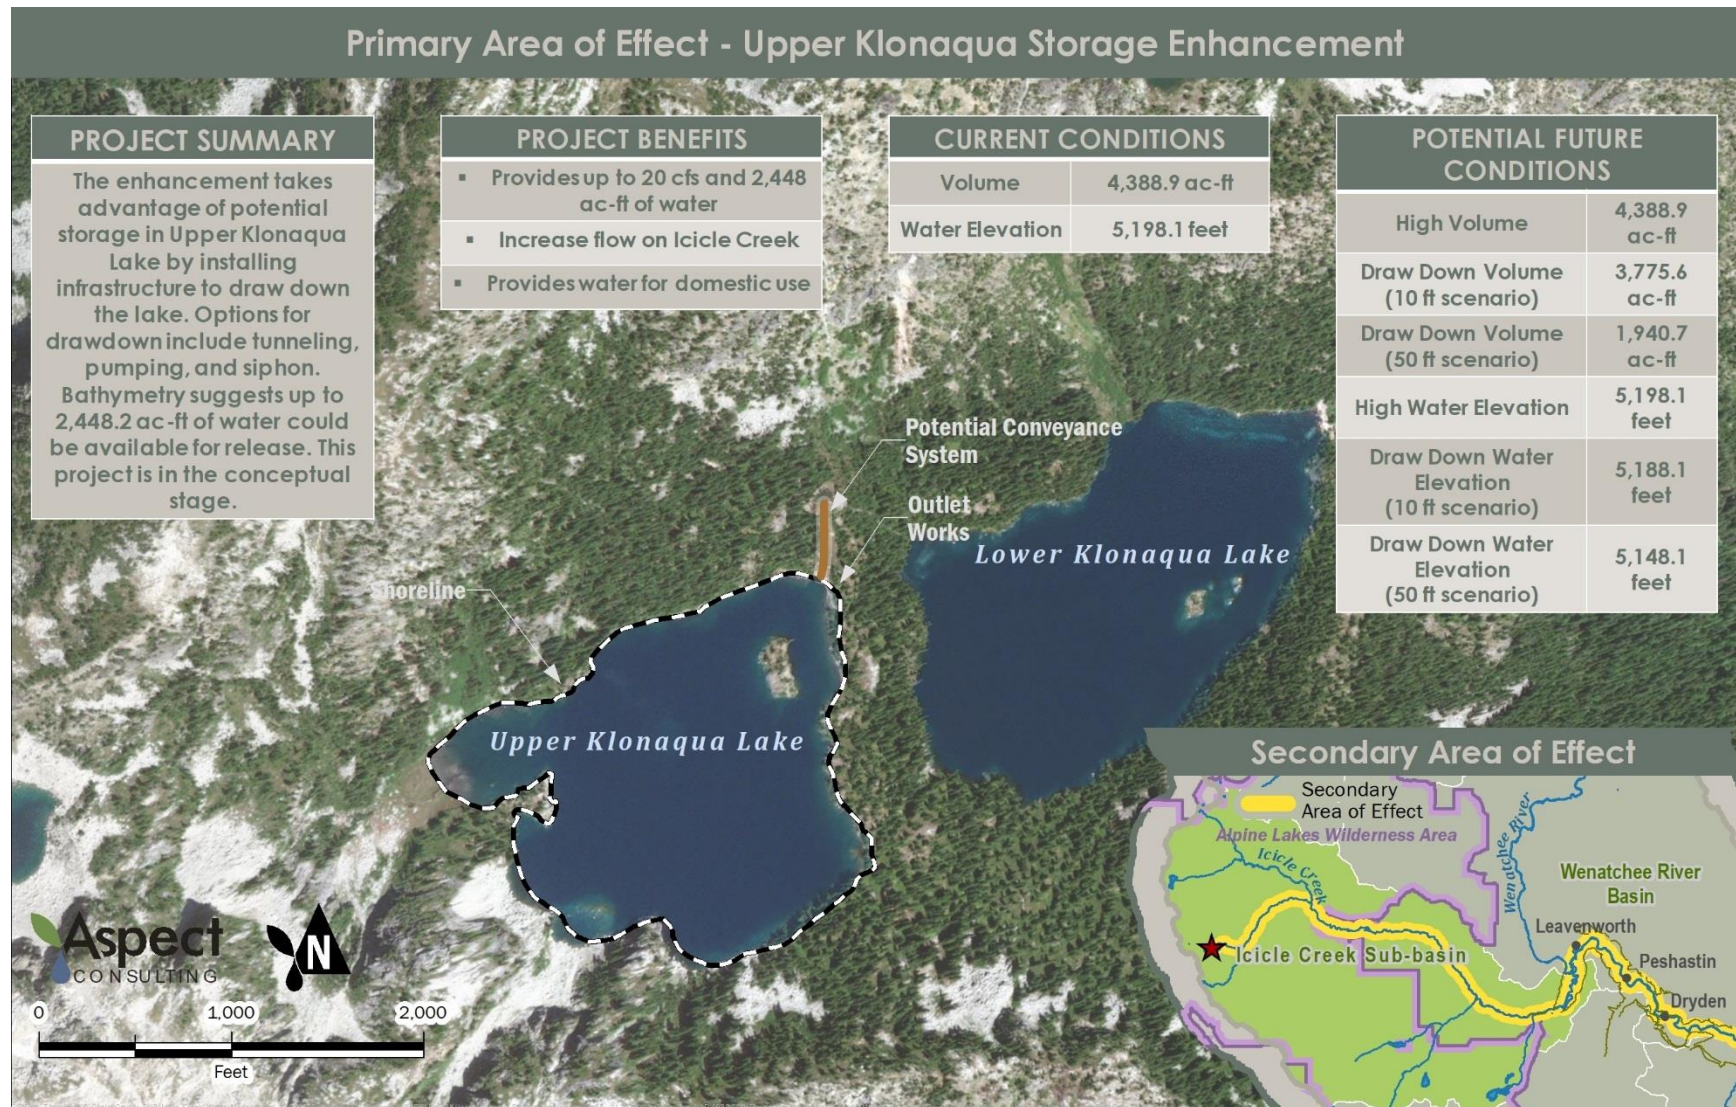 Primary Area of Effect - Upper Klonaqua Storage Enhancement
PROJECT SUMMARY
The enhancement takes
advantage of potential
storage in Upper Klonaqua
Lake by installing
infrastructure to draw down
the lake. Options for
drawdown include tunneling,
pumping, and siphon.
Bathymetry suggests up to
2,448.2 ac-ft of water could
be available for release. This
project is in the conceptual
stage.
PROJECT BENEFITS
▪ Provides up to 20 cfs and 2,448
ac-ft of water
▪ Increase flow on Icicle Creek
▪ Provides water for domestic use
CURRENT CONDITIONS
Volume 4,388.9 ac-ft
Water Elevation 5,198.1 feet
POTENTIAL FUTURE
CONDITIONS
High Volume 4,388.9
ac-ft
Draw Down Volume
(10 ft scenario) 3,775.6
ac-ft
Draw Down Volume
(50 ft scenario) 1,940.7
ac-ft
High Water Elevation 5,198.1
feet
Draw Down Water
Elevation
(10 ft scenario) 5,188.1
feet
Draw Down Water
Elevation
(50 ft scenario) 5,148.1
feet
Potential Conveyance
System
Outlet
Works
Lower Klonaqua Lake
Shoreline
Upper Klonaqua Lake
Secondary Area of Effect
Secondary
Area of Effect
Alpine Lakes Wilderness Area
Icicle Creek
Wenatchee River
Wenatchee River
Basin
Leavenworth
Icicle Creek Sub-basin
Peshastin
Dryden
Aspect
CONSULTING
N
0 1,000 2,000
Feet